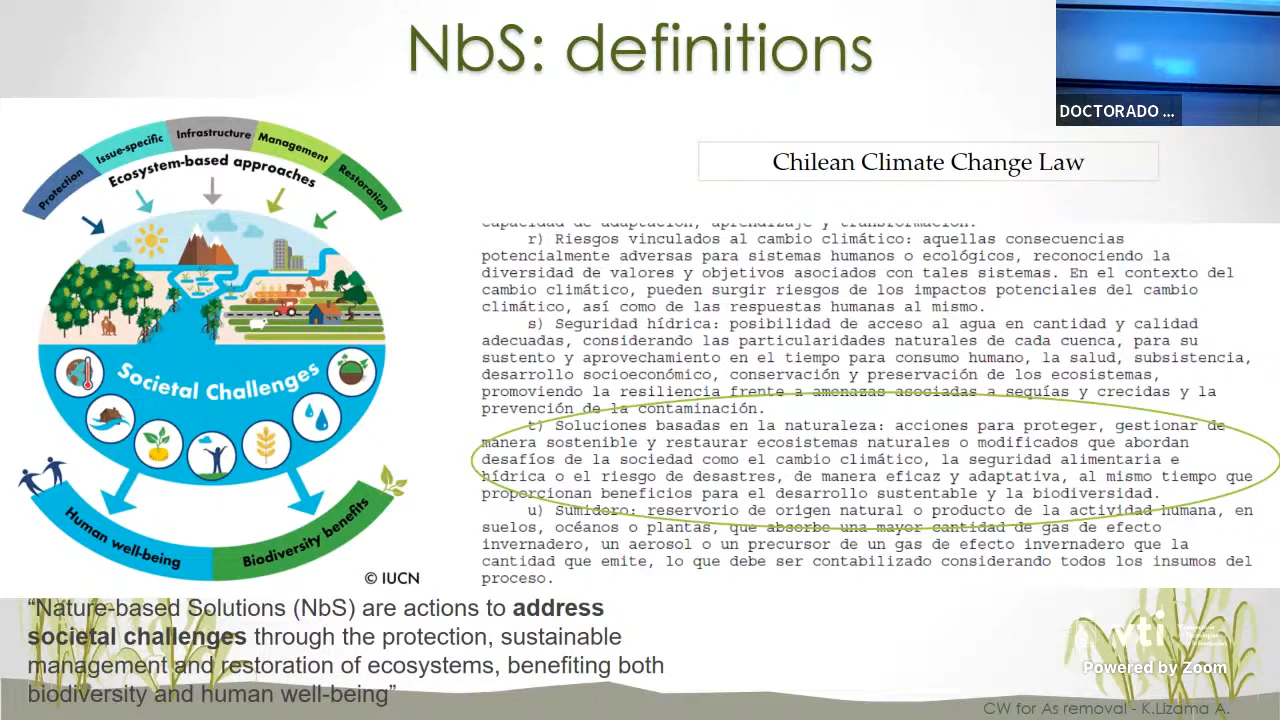 NbS: definitions
DOCTORADO ...
Protection
Issue-specific
Infrastructure
Management
Restoration
Ecosystem-based approaches
Societal Challenges
Human well-being
Biodiversity benefits
© IUCN
Chilean Climate Change Law
capacidad de adaptación, aprendizaje y transformación.
r) Riesgos vinculados al cambio climático: aquellas consecuencias
potencialmente adversas para sistemas humanos o ecológicos, reconociendo la
diversidad de valores y objetivos asociados con tales sistemas. En el contexto del
cambio climático, pueden surgir riesgos de los impactos potenciales del cambio
climático, así como de las respuestas humanas al mismo.
s) Seguridad hídrica: posibilidad de acceso al agua en cantidad y calidad
adecuadas, considerando las particularidades naturales de cada cuenca, para su
sustento y aprovechamiento en el tiempo para consumo humano, la salud, subsistencia,
desarrollo socioeconómico, conservación y preservación de los ecosistemas,
promoviendo la resiliencia frente a amenazas asociadas a sequías y crecidas y la
prevención de la contaminación.
t) Soluciones basadas en la naturaleza: acciones para proteger, gestionar de
manera sostenible y restaurar ecosistemas naturales o modificados que abordan
desafíos de la sociedad como el cambio climático, la seguridad alimentaria e
hídrica o el riesgo de desastres, de manera eficaz y adaptativa, al mismo tiempo que
proporcionan beneficios para el desarrollo sustentable y la biodiversidad.
u) Sumidero: reservorio de origen natural o producto de la actividad humana, en
suelos, océanos o plantas, que absorbe una mayor cantidad de gas de efecto
invernadero, un aerosol o un precursor de un gas de efecto invernadero que la
cantidad que emite, lo que debe ser contabilizado considerando todos los insumos del
proceso.
“Nature-based Solutions (NbS) are actions to address
societal challenges through the protection, sustainable
management and restoration of ecosystems, benefiting both
biodiversity and human well-being”
vti
Powered by Zoom
CW for As removal - K.Lizama A.